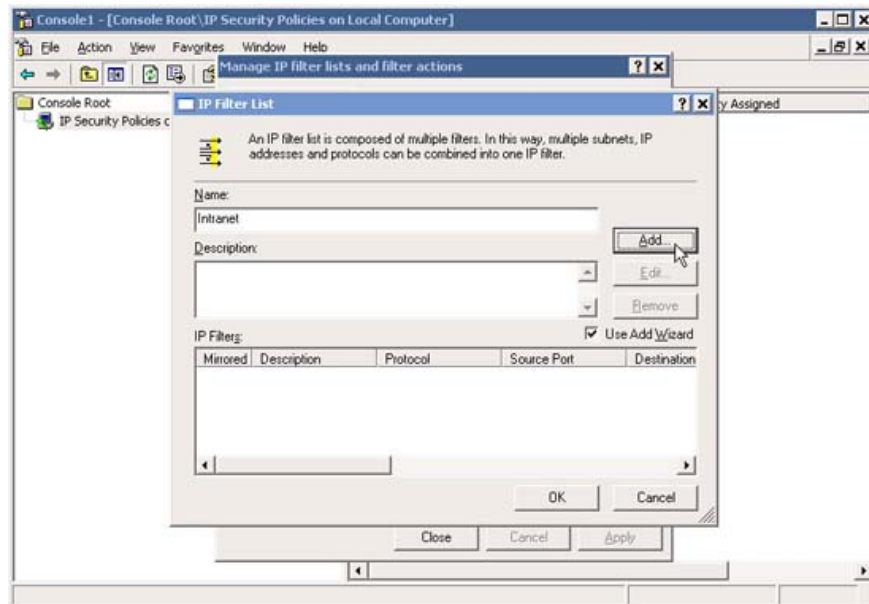 Console1 - [Console Root\IP Security Policies on Local Computer]
File Action View Favorites Window Help
Manage IP filter lists and filter actions
Console Root
IP Security Policies c
y Assigned
IP Filter List
An IP filter list is composed of multiple filters. In this way, multiple subnets, IP
addresses and protocols can be combined into one IP filter.
Name:
Intranet
Add...
Description:
Edit...
Remove
IP Filters:
Use Add Wizard
Mirrored Description Protocol Source Port Destination
OK Cancel
Close Cancel Apply